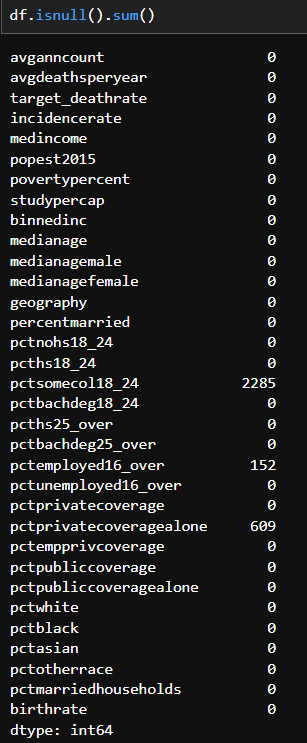 df.isnull().sum()
avganncount 0
avgdeathsperyear 0
target_deathrate 0
incidencerate 0
medincome 0
popest2015 0
povertypercent 0
studypercap 0
binnedinc 0
medianage 0
medianagemale 0
medianagefemale 0
geography 0
percentmarried 0
pctnohs18_24 0
pcths18_24 0
pctsomecol18_24 2285
pctbachdeg18_24 0
pcths25_over 0
pctbachdeg25_over 0
pctemployed16_over 152
pctunemployed16_over 0
pctprivatecoverage 0
pctprivatecoveragealone 609
pctempprivcoverage 0
pctpubliccoverage 0
pctpubliccoveragealone 0
pctwhite 0
pctblack 0
pctasian 0
pctotherrace 0
pctmarriedhouseholds 0
birthrate 0
dtype: int64